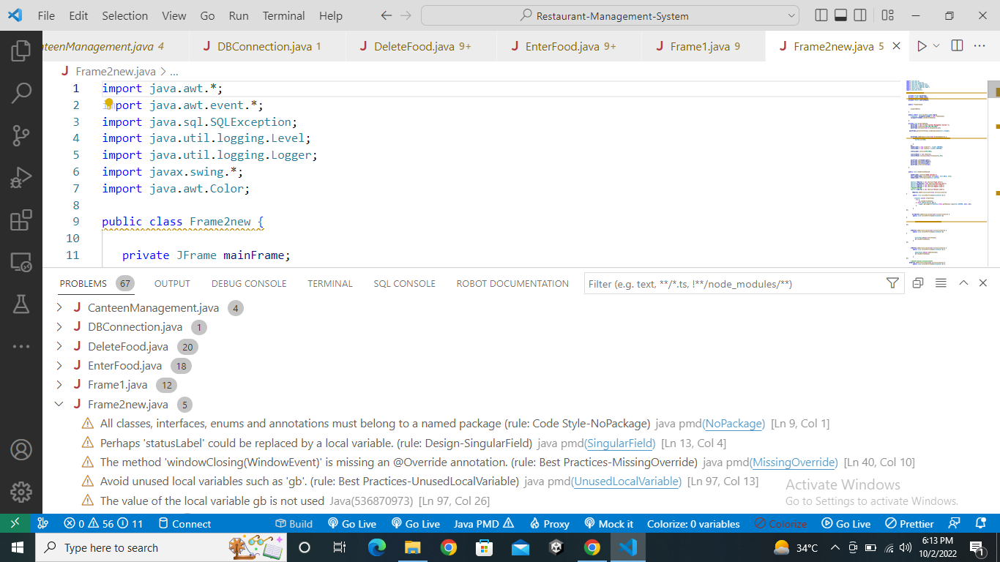 File Edit Selection View Go Run Terminal Help
Restaurant-Management-System
nteenManagement.java 4 DBConnection.java 1 DeleteFood.java 9+ EnterFood.java 9+ Frame1.java 9 Frame2new.java 5
Frame2new.java > ...
1 import java.awt.*;
2 import java.awt.event.*;
3 import java.sql.SQLException;
4 import java.util.logging.Level;
5 import java.util.logging.Logger;
6 import javax.swing.*;
7 import java.awt.Color;
8
9 public class Frame2new {
10
11 private JFrame mainFrame;
PROBLEMS 67 OUTPUT DEBUG CONSOLE TERMINAL SQL CONSOLE ROBOT DOCUMENTATION Filter (e.g. text, **/*.ts, !**/node_modules/**)
CanteenManagement.java 4
DBConnection.java 1
DeleteFood.java 20
EnterFood.java 18
Frame1.java 12
Frame2new.java 5
All classes, interfaces, enums and annotations must belong to a named package (rule: Code Style-NoPackage) java pmd(NoPackage) [Ln 9, Col 1]
Perhaps 'statusLabel' could be replaced by a local variable. (rule: Design-SingularField) java pmd(SingularField) [Ln 13, Col 4]
The method 'windowClosing(WindowEvent)' is missing an @Override annotation. (rule: Best Practices-MissingOverride) java pmd(MissingOverride) [Ln 40, Col 10]
Avoid unused local variables such as 'gb'. (rule: Best Practices-UnusedLocalVariable) java pmd(UnusedLocalVariable) [Ln 97, Col 13]
The value of the local variable gb is not used Java(536870973) [Ln 97, Col 26]
Activate Windows
Go to Settings to activate Windows.
0 56 11 Connect Build Go Live Go Live Java PMD Proxy Mock it Colorize: 0 variables Colorize Go Live Prettier
Type here to search 34°C 6:13 PM
10/2/2022 1